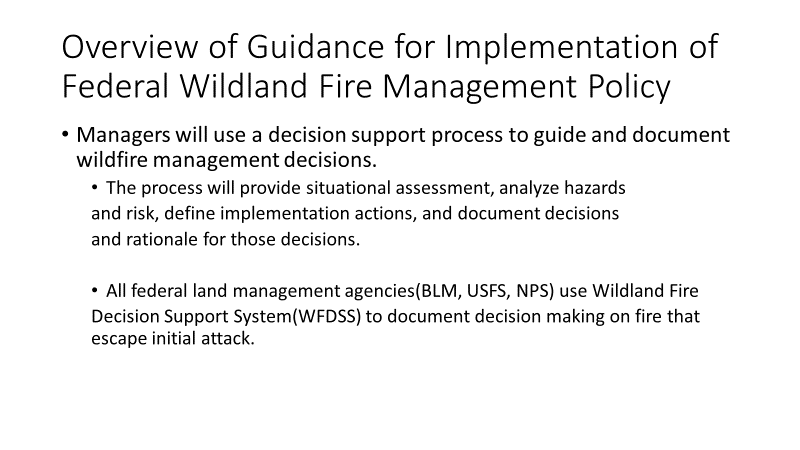 Overview of Guidance for Implementation of
Federal Wildland Fire Management Policy
• Managers will use a decision support process to guide and document
wildfire management decisions.
• The process will provide situational assessment, analyze hazards
and risk, define implementation actions, and document decisions
and rationale for those decisions.
• All federal land management agencies(BLM, USFS, NPS) use Wildland Fire
Decision Support System(WFDSS) to document decision making on fire that
escape initial attack.